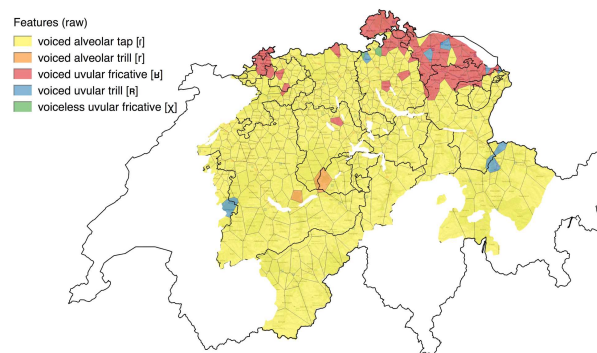 Features (raw)
voiced alveolar tap [ɾ]
voiced alveolar trill [r]
voiced uvular fricative [ʁ]
voiced uvular trill [ʀ]
voiceless uvular fricative [χ]